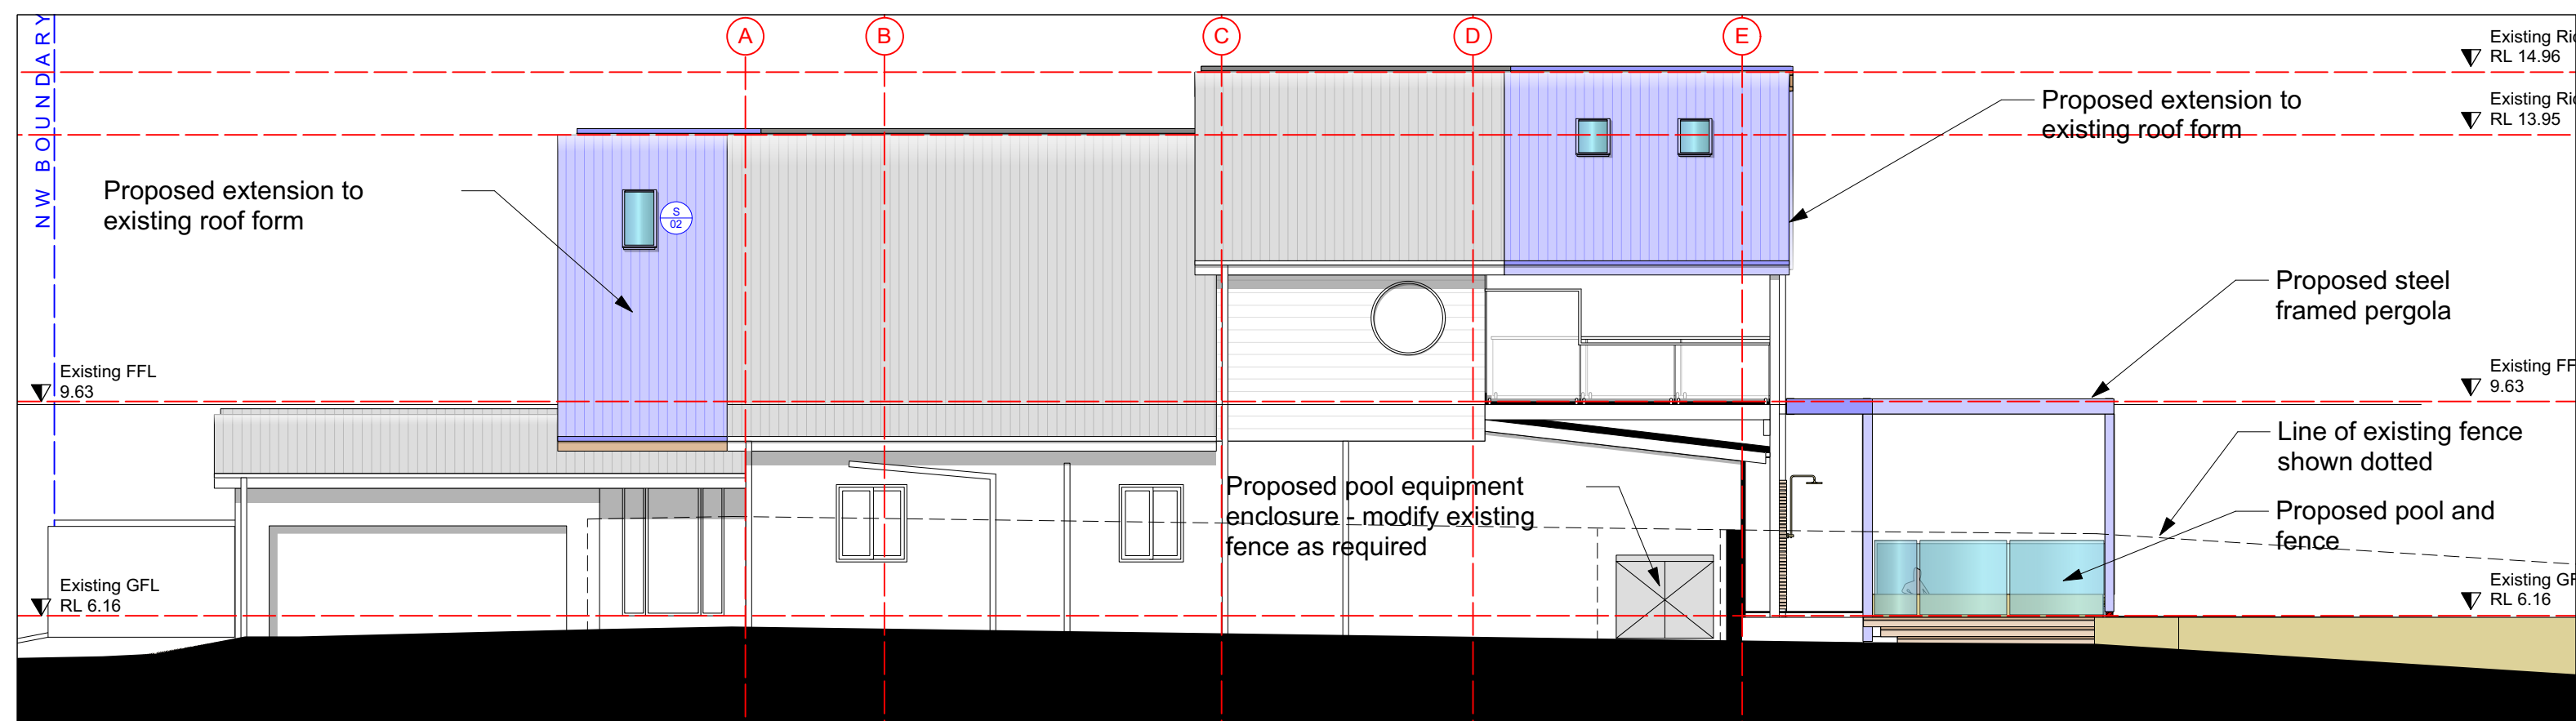 NW BOUNDARY
A
B
C
D
E
Existing Rid
RL 14.96
Existing Rid
RL 13.95
Proposed extension to
existing roof form
Proposed extension to
existing roof form
S
02
Proposed steel
framed pergola
Existing FFL
9.63
Existing FF
9.63
Line of existing fence
shown dotted
Proposed pool equipment
enclosure - modify existing
fence as required
Proposed pool and
fence
Existing GFL
RL 6.16
Existing GF
RL 6.16